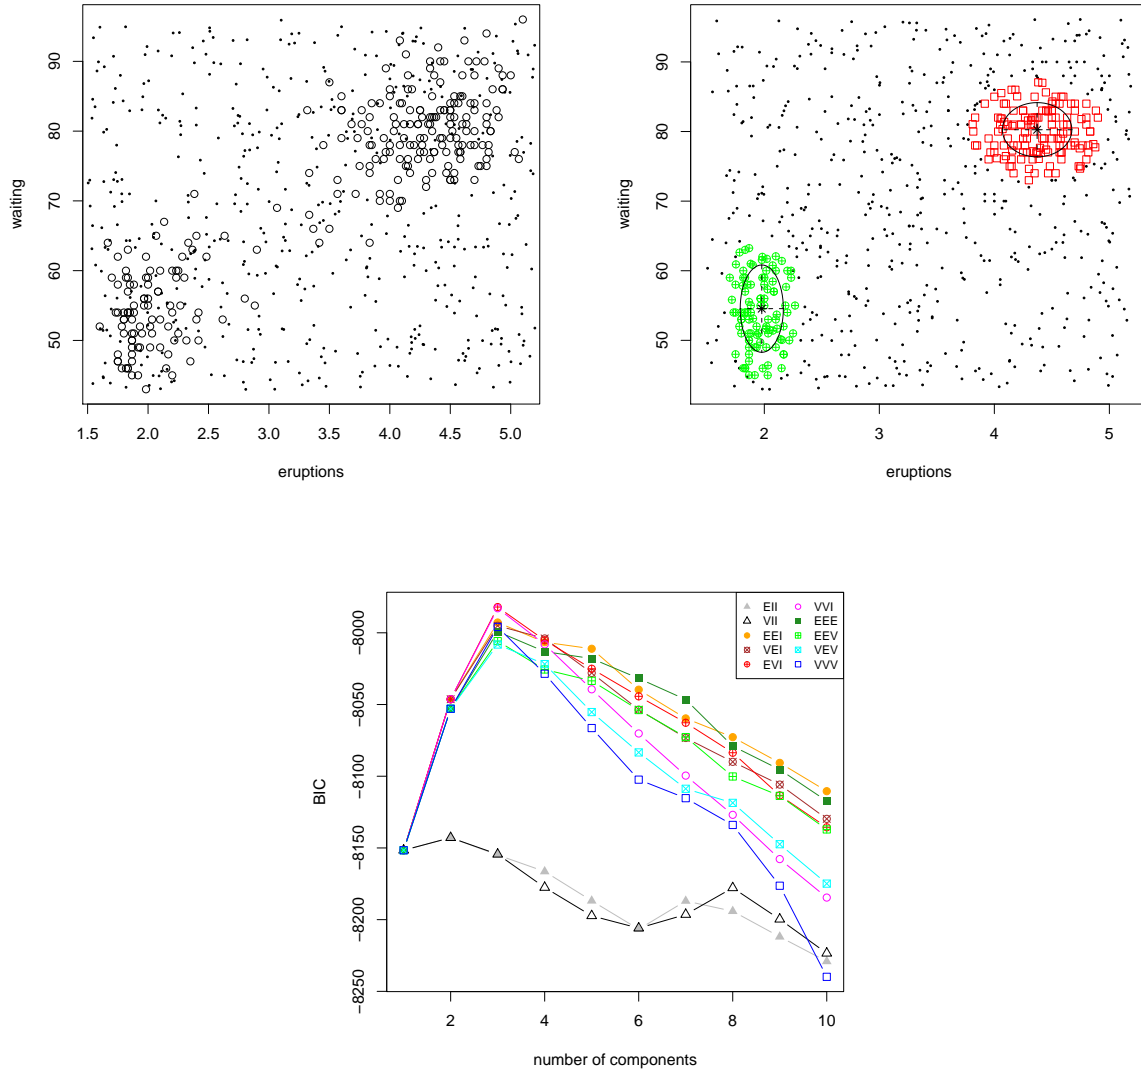 waiting
90
80
70
60
50
1.5 2.0 2.5 3.0 3.5 4.0 4.5 5.0
eruptions
waiting
90
80
70
60
50
2 3 4 5
eruptions
BIC
−8000
−8050
−8100
−8150
−8200
−8250
2 4 6 8 10
number of components
EII
VII
EEI
VEI
EVI
VVI
EEE
EEV
VEV
VVV